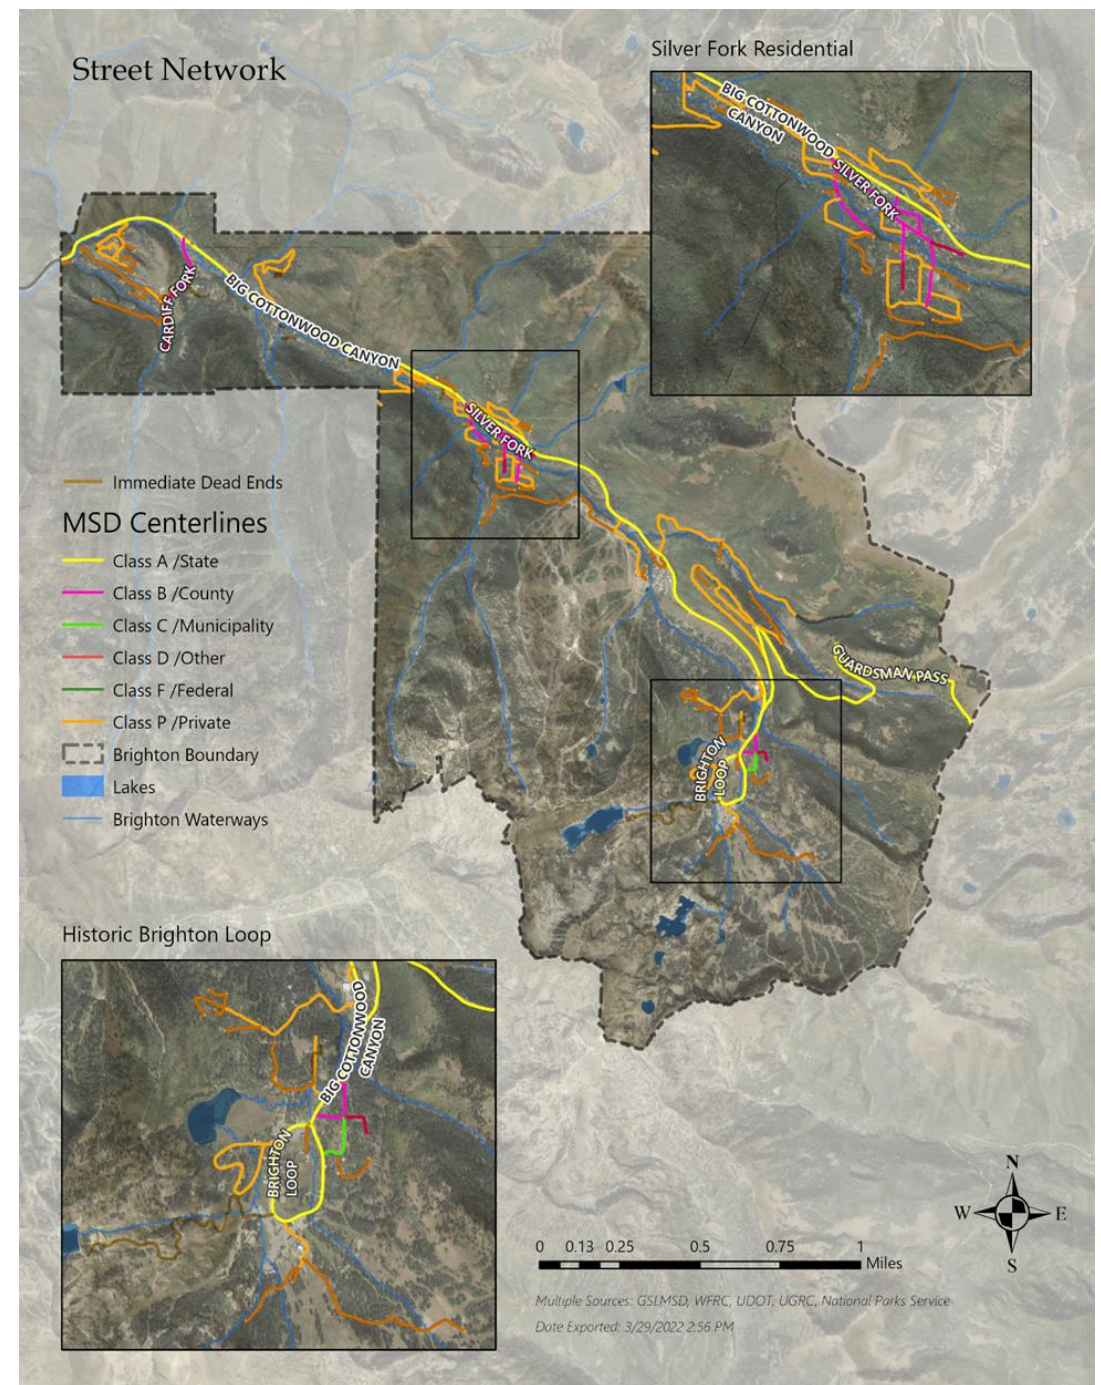 Street Network
Silver Fork Residential
BIG COTTONWOOD
CANYON
SILVER FORK
CARDIFF FORK
BIG COTTONWOOD CANYON
SILVER FORK
GUARDSMAN PASS
BRIGHTON
LOOP
Immediate Dead Ends
MSD Centerlines
Class A /State
Class B /County
Class C /Municipality
Class D /Other
Class F /Federal
Class P /Private
Brighton Boundary
Lakes
Brighton Waterways
Historic Brighton Loop
BIG COTTONWOOD
CANYON
BRIGHTON
LOOP
N
W E
S
0 0.13 0.25 0.5 0.75 1
Miles
Multiple Sources: GSLMSD, WFRC, UDOT, UGRC, National Parks Service
Date Exported: 3/29/2022 2:56 PM